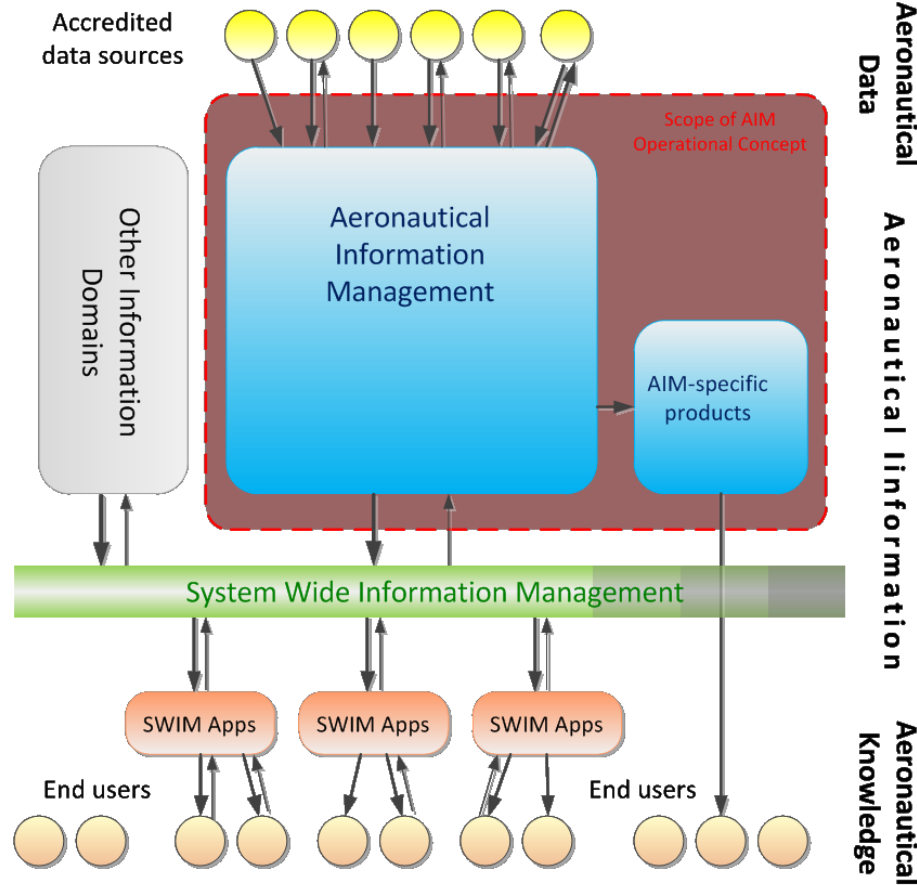 Accredited
data sources
Aeronautical
Data
Scope of AIM
Operational Concept
Other Information
Domains
Aeronautical
Information
Management
AIM-specific
products
Aeronautical Iinformation
System Wide Information Management
SWIM Apps
SWIM Apps
SWIM Apps
End users
End users
Aeronautical
Knowledge